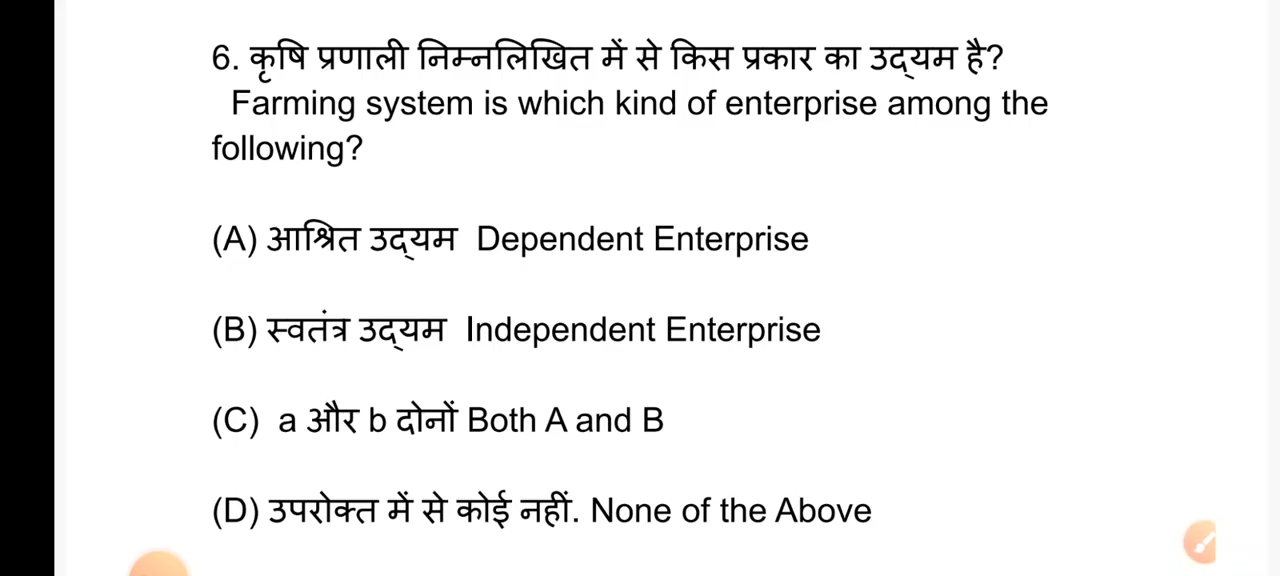 6. कृषि प्रणाली निम्नलिखित में से किस प्रकार का उद्यम है?
Farming system is which kind of enterprise among the
following?
(A) आश्रित उद्यम Dependent Enterprise
(B) स्वतंत्र उद्यम Independent Enterprise
(C) a और b दोनों Both A and B
(D) उपरोक्त में से कोई नहीं. None of the Above